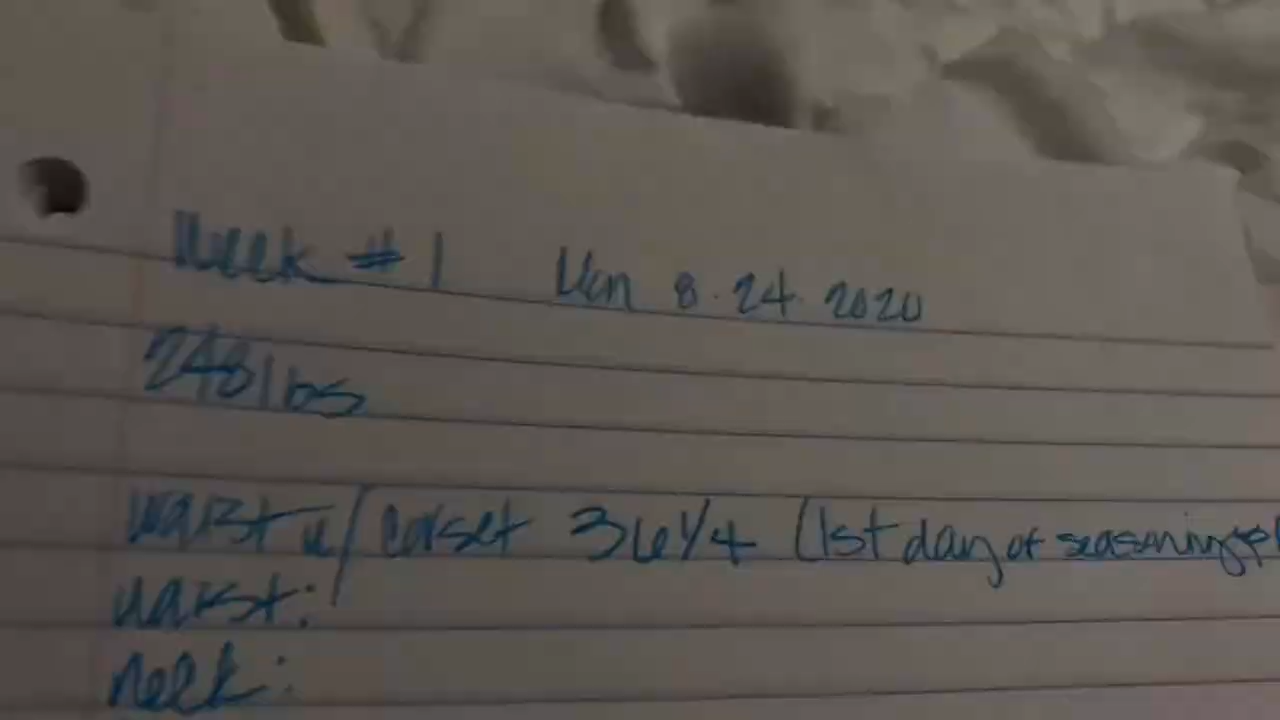 Week #1 Mon 8.24.2020
248lbs
waist w/ corset 36 1/4 (1st day of seasoning
waist:
neck: